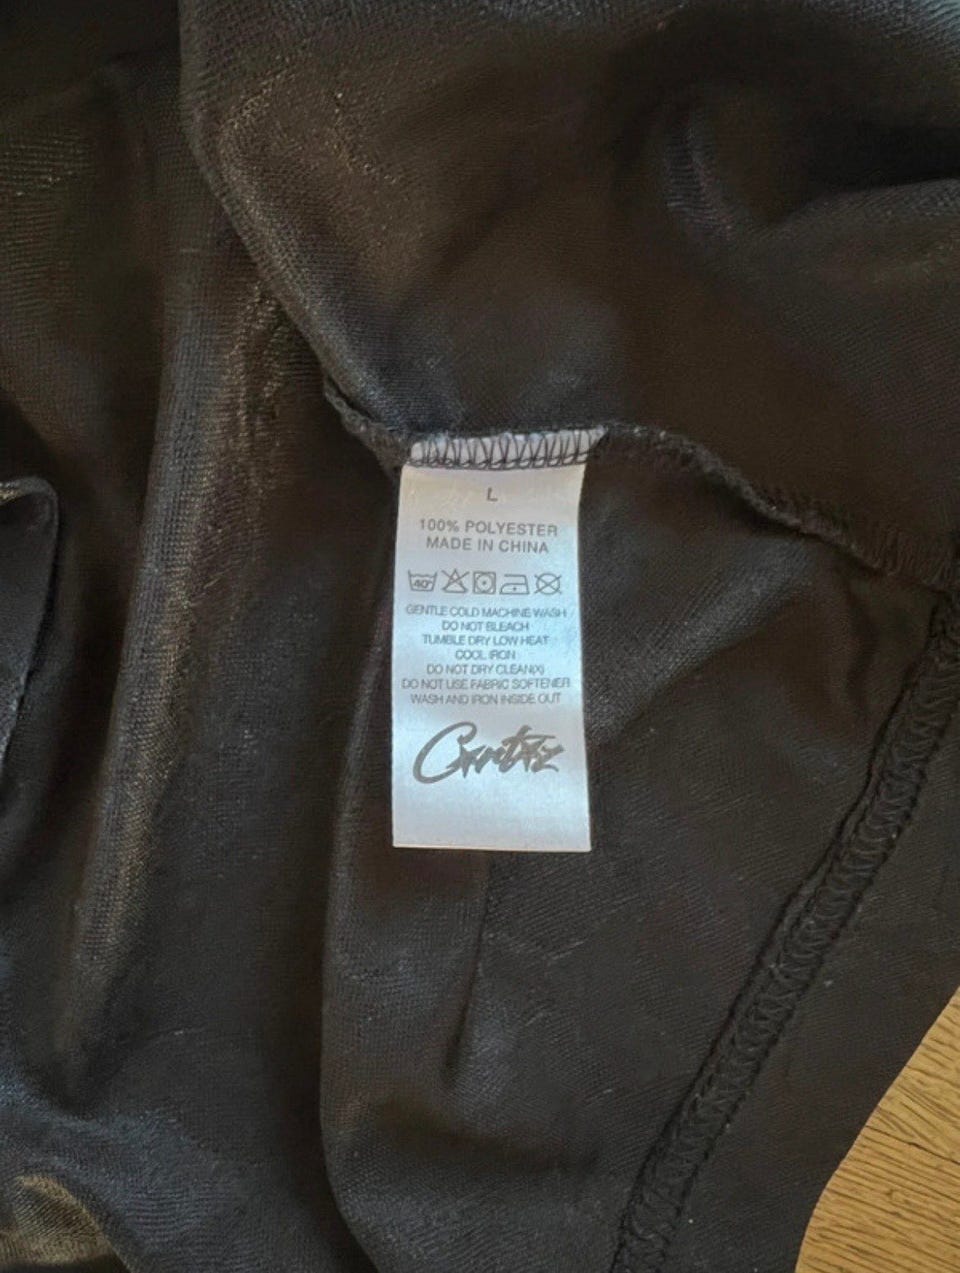 L
100% POLYESTER
MADE IN CHINA
40°
GENTLE COLD MACHINE WASH
DO NOT BLEACH
TUMBLE DRY LOW HEAT
COOL IRON
DO NOT DRY CLEAN(X)
DO NOT USE FABRIC SOFTENER
WASH AND IRON INSIDE OUT
Crrtz